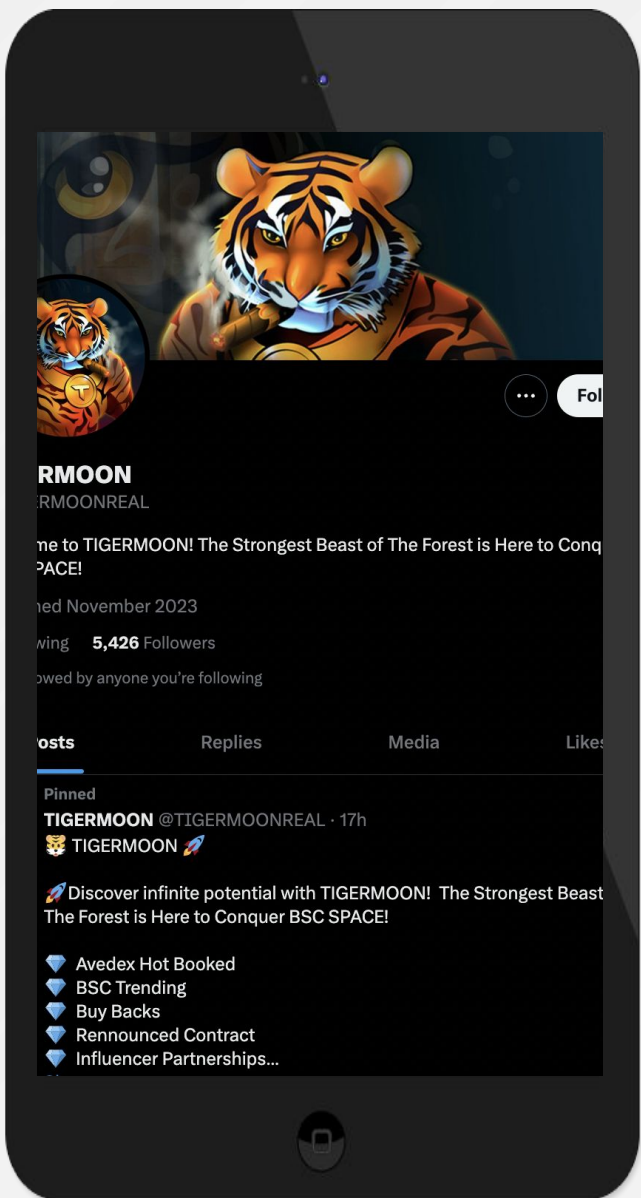 Fol
RMOON
ERMOONREAL
me to TIGERMOON! The Strongest Beast of The Forest is Here to Conq
PACE!
ned November 2023
wing 5,426 Followers
owed by anyone you're following
osts Replies Media Likes
Pinned
TIGERMOON @TIGERMOONREAL · 17h
🐯 TIGERMOON 🚀
🚀Discover infinite potential with TIGERMOON! The Strongest Beast
The Forest is Here to Conquer BSC SPACE!
💎 Avedex Hot Booked
💎 BSC Trending
💎 Buy Backs
💎 Rennounced Contract
💎 Influencer Partnerships...